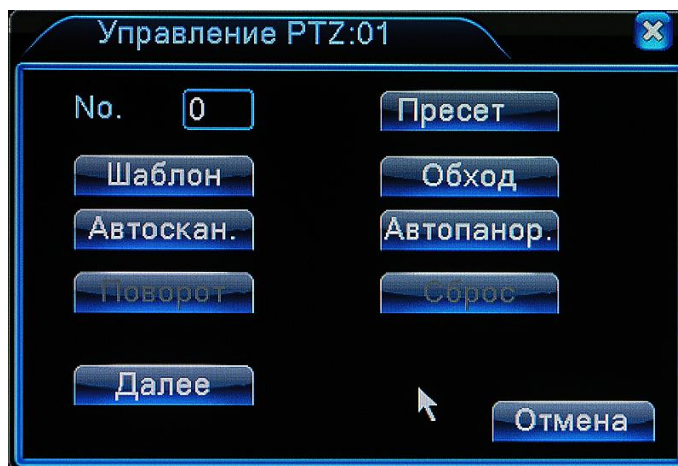 Управление PTZ:01
No. 0 Пресет
Шаблон Обход
Автоскан. Автопанор.
Поворот Сброс
Далее
Отмена